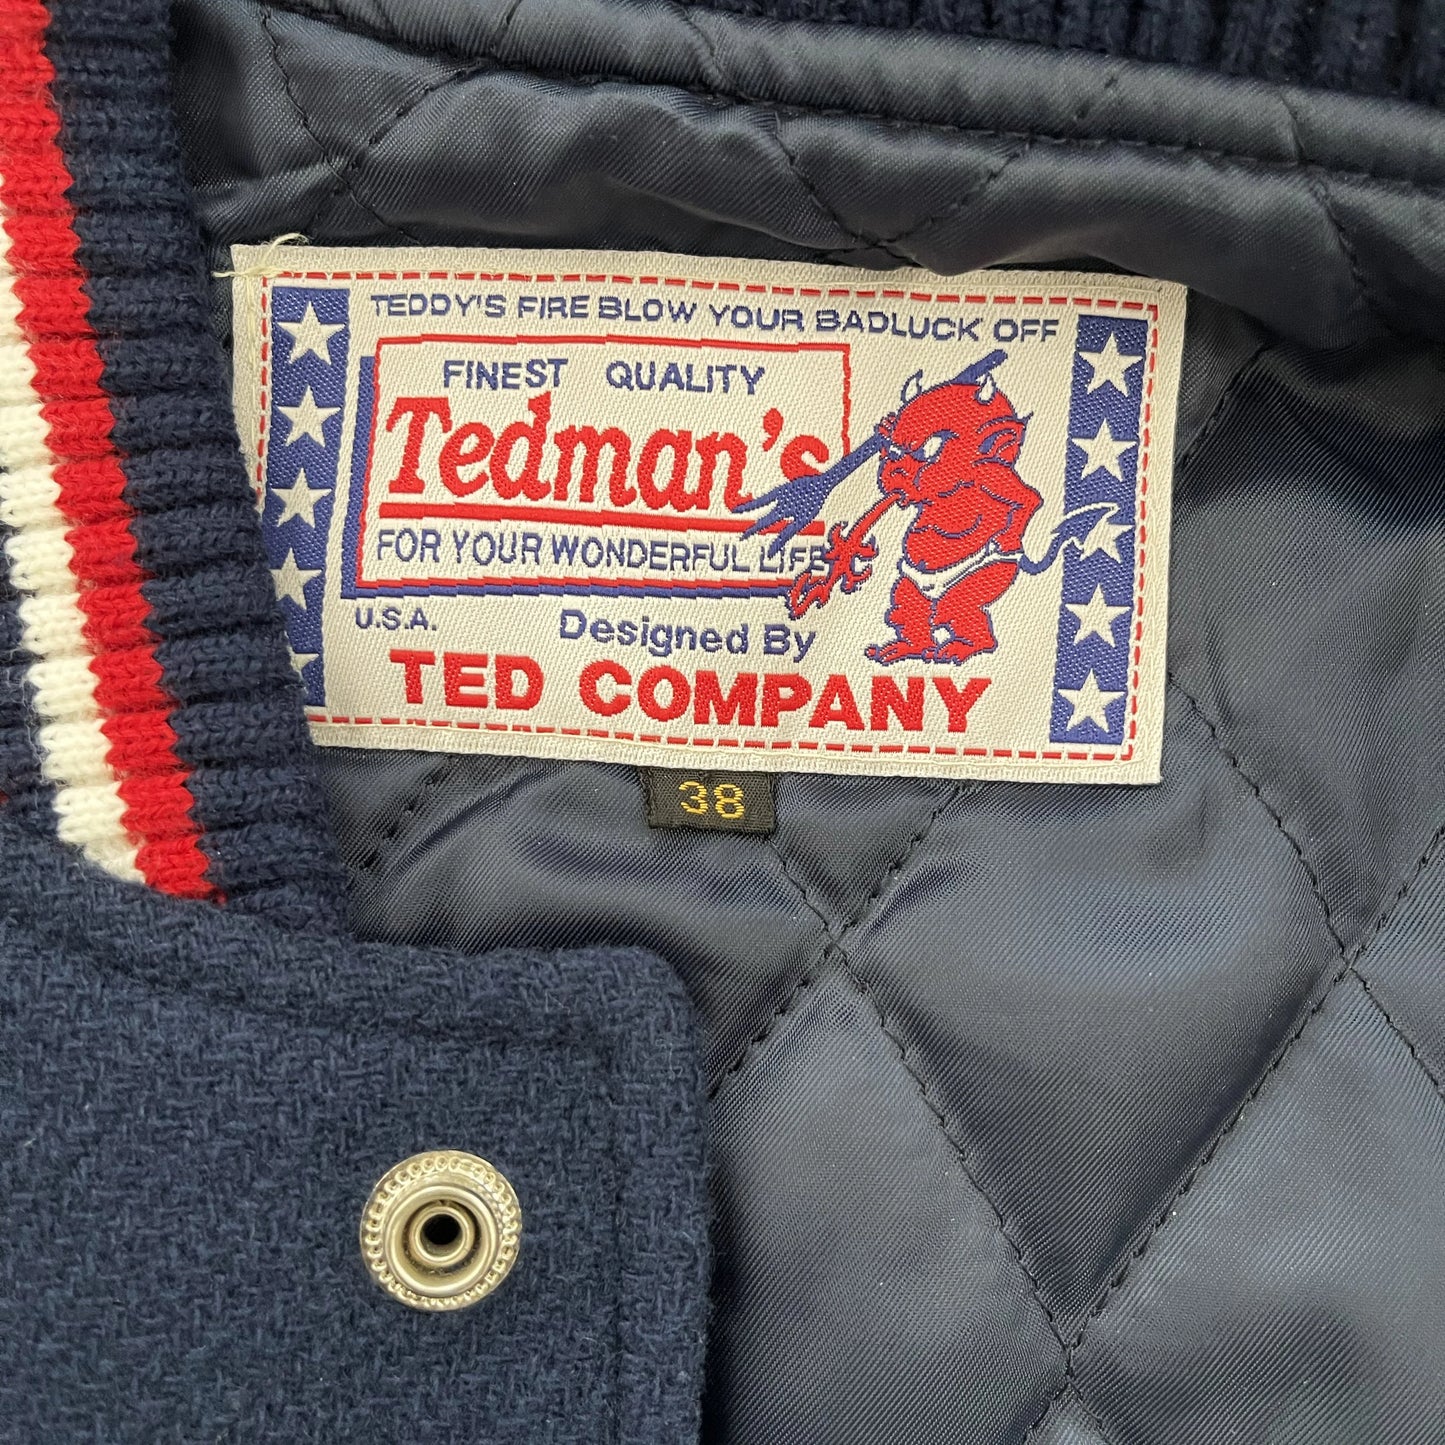 TEDDY'S FIRE BLOW YOUR BADLUCK OFF
FINEST QUALITY
Tedman's
FOR YOUR WONDERFUL LIFE
U.S.A.
Designed By
TED COMPANY
38